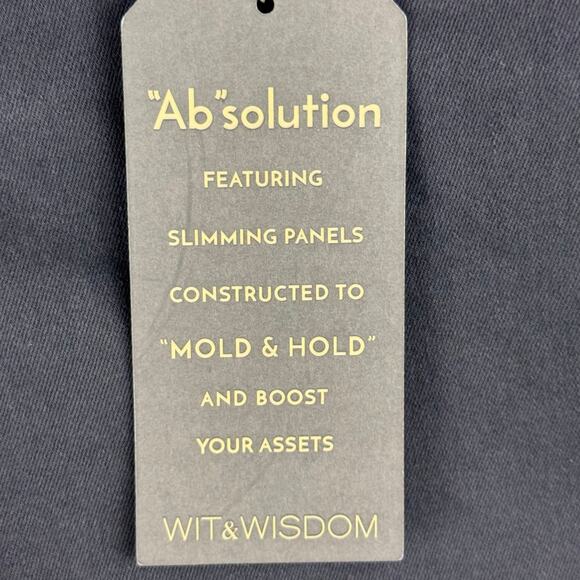 "Ab"solution
FEATURING
SLIMMING PANELS
CONSTRUCTED TO
"MOLD & HOLD"
AND BOOST
YOUR ASSETS
WIT&WISDOM